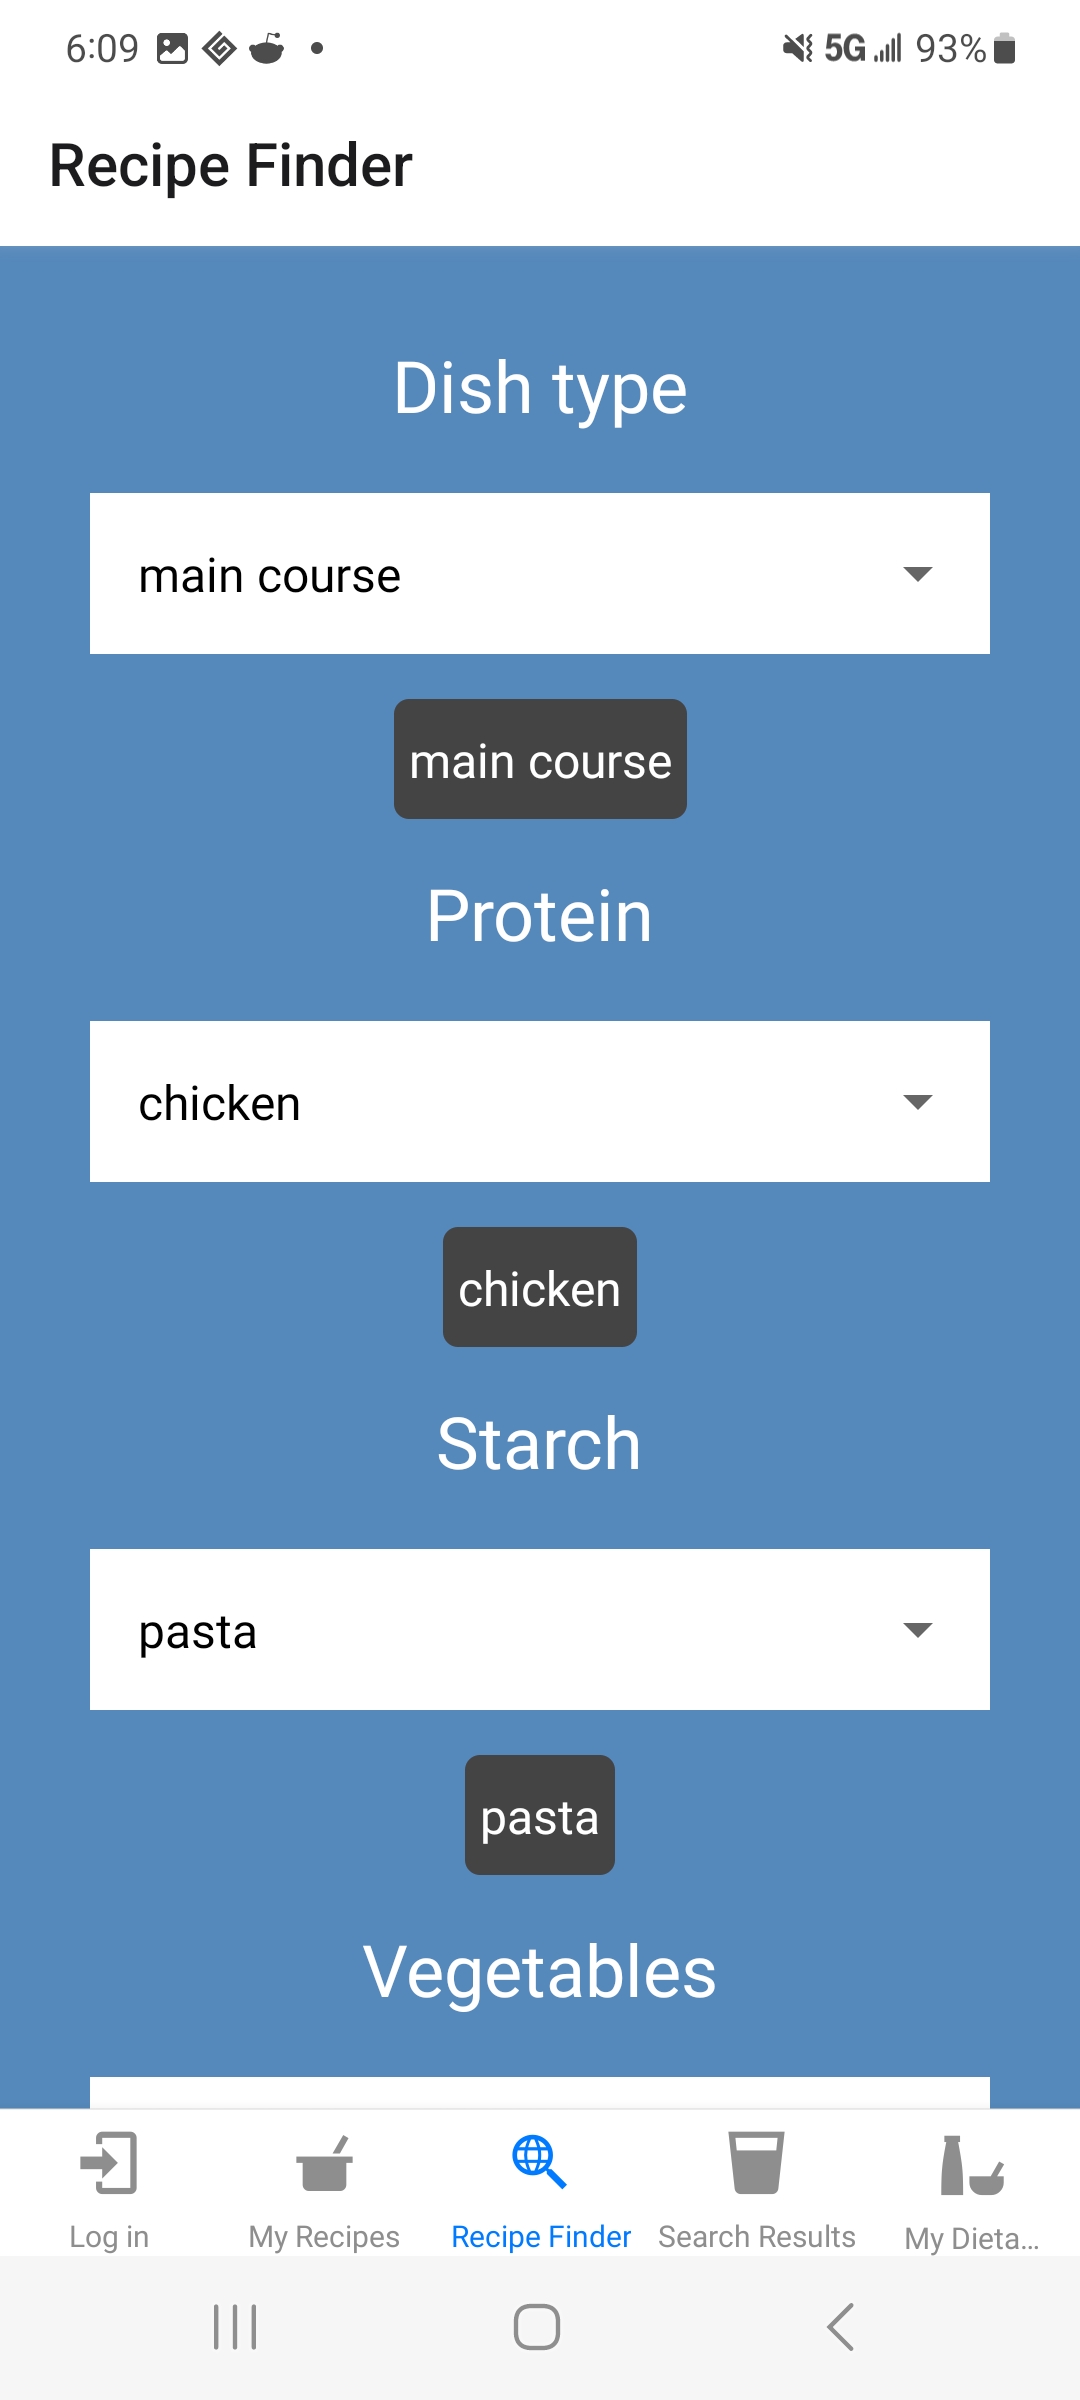 6:09 5G 93%
Recipe Finder
Dish type
main course
main course
Protein
chicken
chicken
Starch
pasta
pasta
Vegetables
Log in My Recipes Recipe Finder Search Results My Dieta...